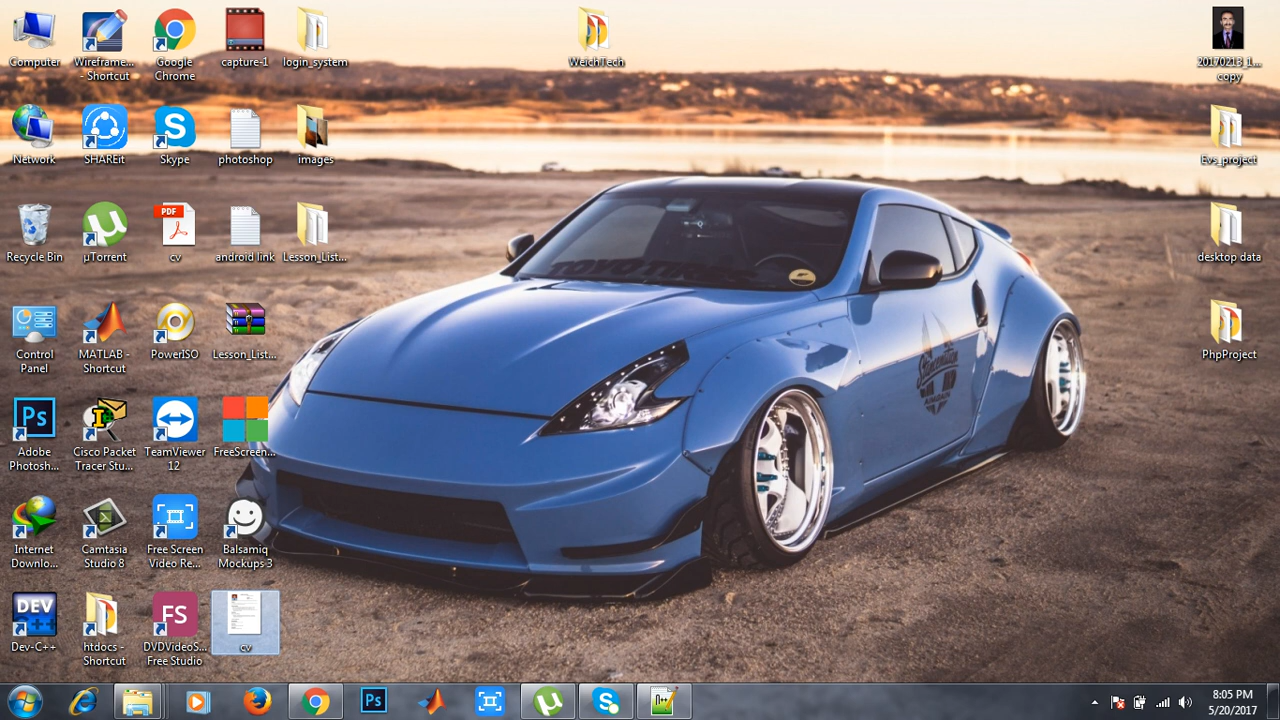 Computer
Wireframe...
- Shortcut
Google
Chrome
capture-1
login_system
WeichTech
20170213_1...
copy
Network
SHAREit
S
Skype
photoshop
images
Evs_project
Recycle Bin
µ
µTorrent
PDF
cv
android link
Lesson_List...
desktop data
TOYO TIRES
Control
Panel
MATLAB -
Shortcut
PowerISO
Lesson_List...
PhpProject
Ps
Adobe
Photosh...
Cisco Packet
Tracer Stu...
TeamViewer
12
FreeScreen...
Internet
Downlo...
Camtasia
Studio 8
Free Screen
Video Re...
Balsamiq
Mockups 3
DEV
C++
Dev-C++
htdocs -
Shortcut
FS
DVDVideoS...
Free Studio
cv
Ps
µ
S
8:05 PM
5/20/2017